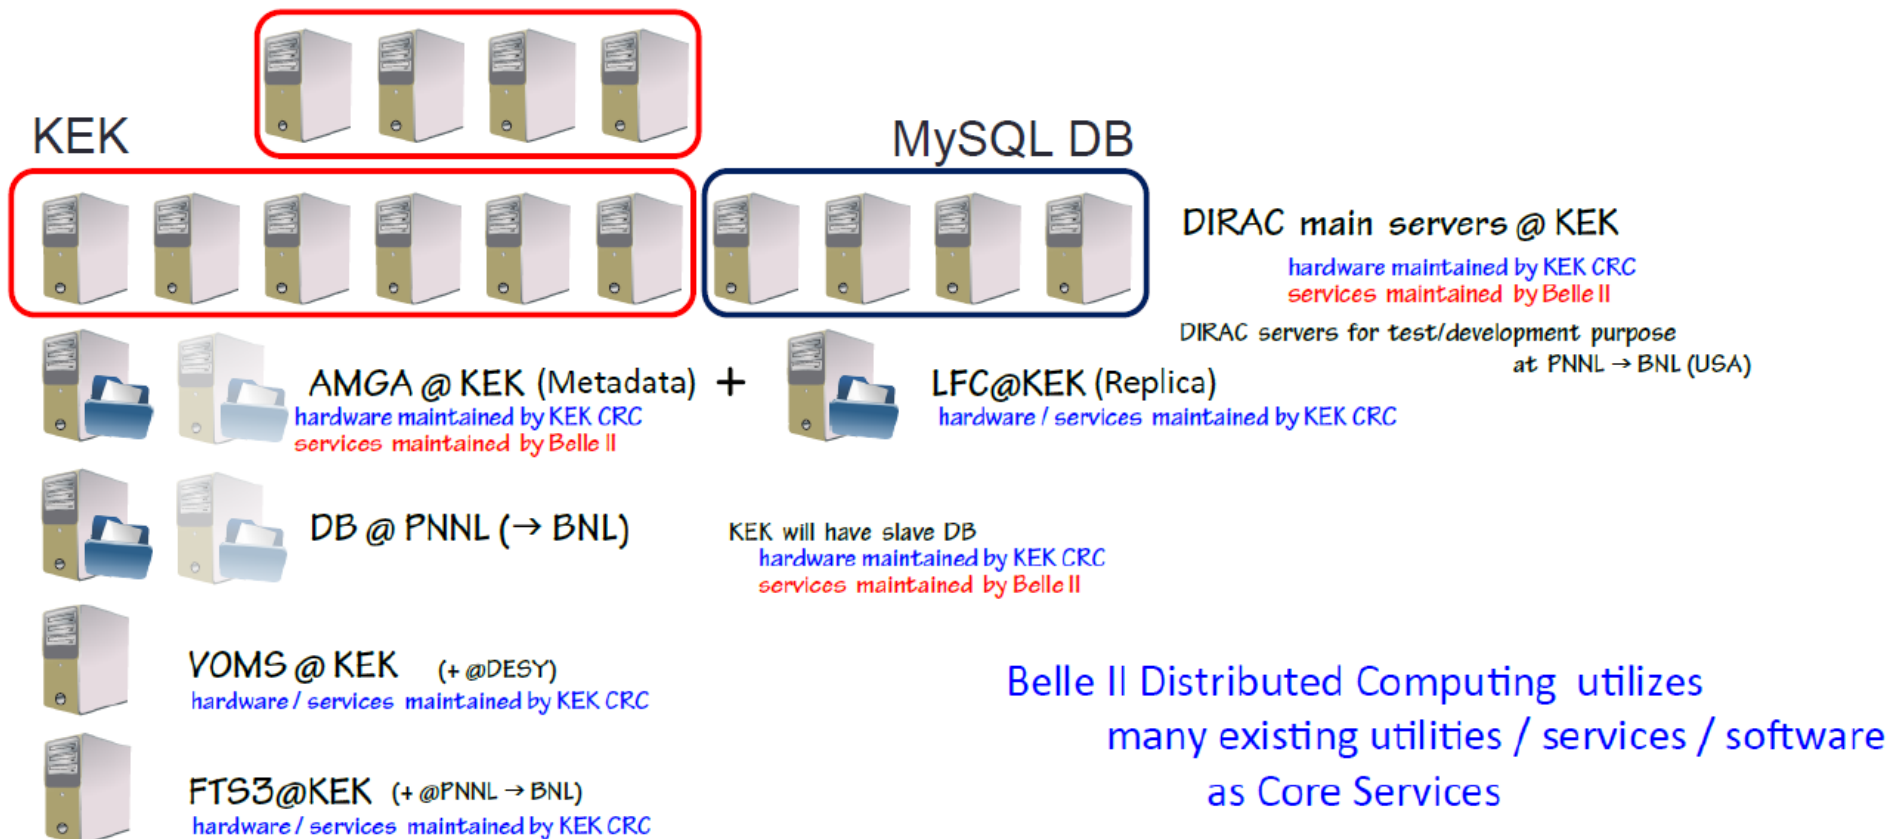 KEK
MySQL DB
DIRAC main servers @ KEK
hardware maintained by KEK CRC
services maintained by Belle II
DIRAC servers for test/development purpose
at PNNL → BNL (USA)
AMGA @ KEK (Metadata) +
hardware maintained by KEK CRC
services maintained by Belle II
LFC@KEK (Replica)
hardware / services maintained by KEK CRC
DB @ PNNL (→ BNL)
KEK will have slave DB
hardware maintained by KEK CRC
services maintained by Belle II
VOMS @ KEK (+ @DESY)
hardware / services maintained by KEK CRC
FTS3@KEK (+ @PNNL → BNL)
hardware / services maintained by KEK CRC
Belle II Distributed Computing utilizes
many existing utilities / services / software
as Core Services